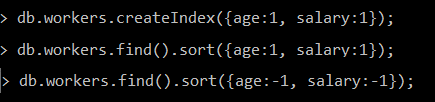 > db.workers.createIndex({age:1, salary:1});
> db.workers.find().sort({age:1, salary:1});
> db.workers.find().sort({age:-1, salary:-1});